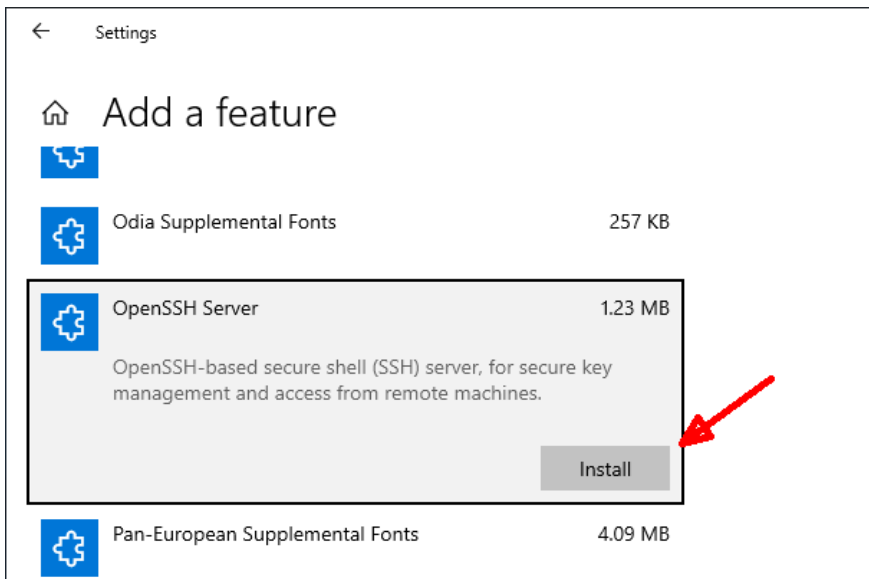 Settings
Add a feature
Odia Supplemental Fonts 257 KB
OpenSSH Server 1.23 MB
OpenSSH-based secure shell (SSH) server, for secure key
management and access from remote machines.
Install
Pan-European Supplemental Fonts 4.09 MB